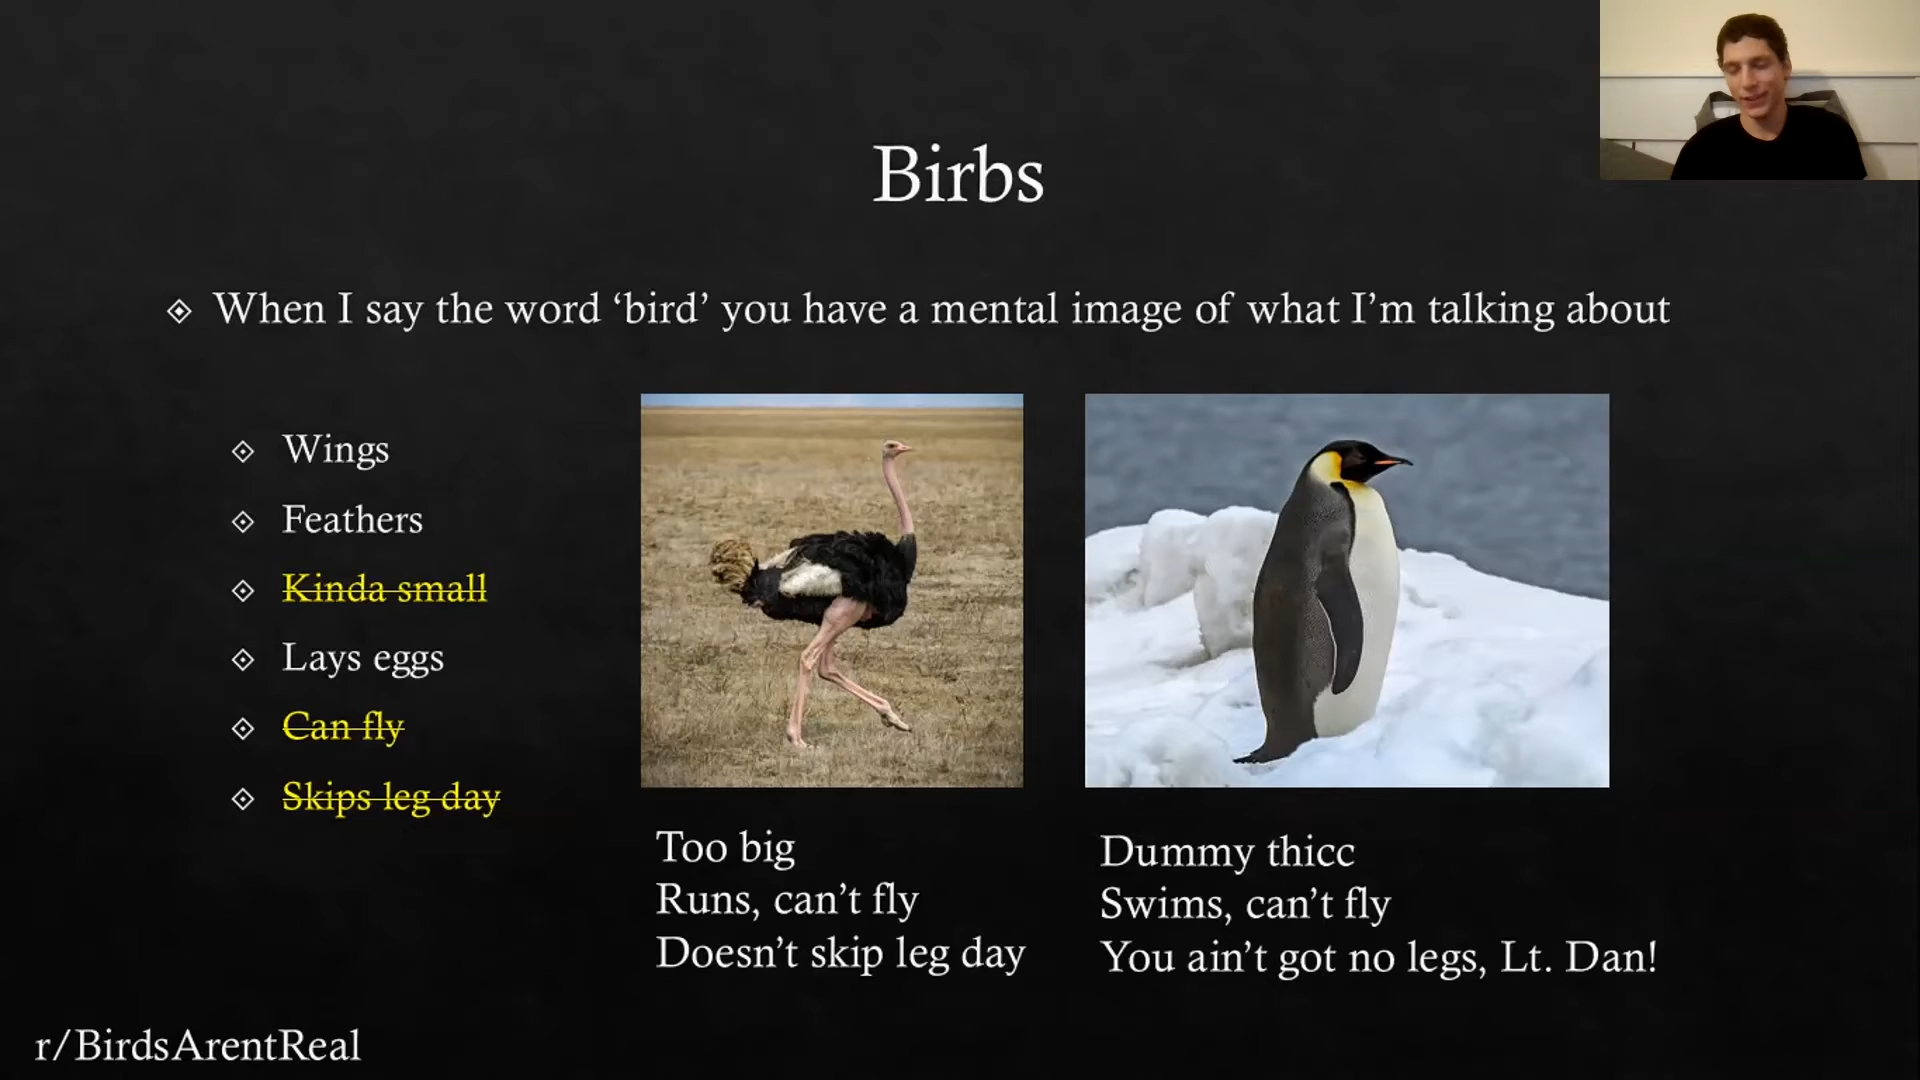 Birbs
When I say the word ‘bird’ you have a mental image of what I’m talking about
Wings
Feathers
Kinda small
Lays eggs
Can fly
Skips leg day
Too big
Runs, can’t fly
Doesn’t skip leg day
Dummy thicc
Swims, can’t fly
You ain’t got no legs, Lt. Dan!
r/BirdsArentReal